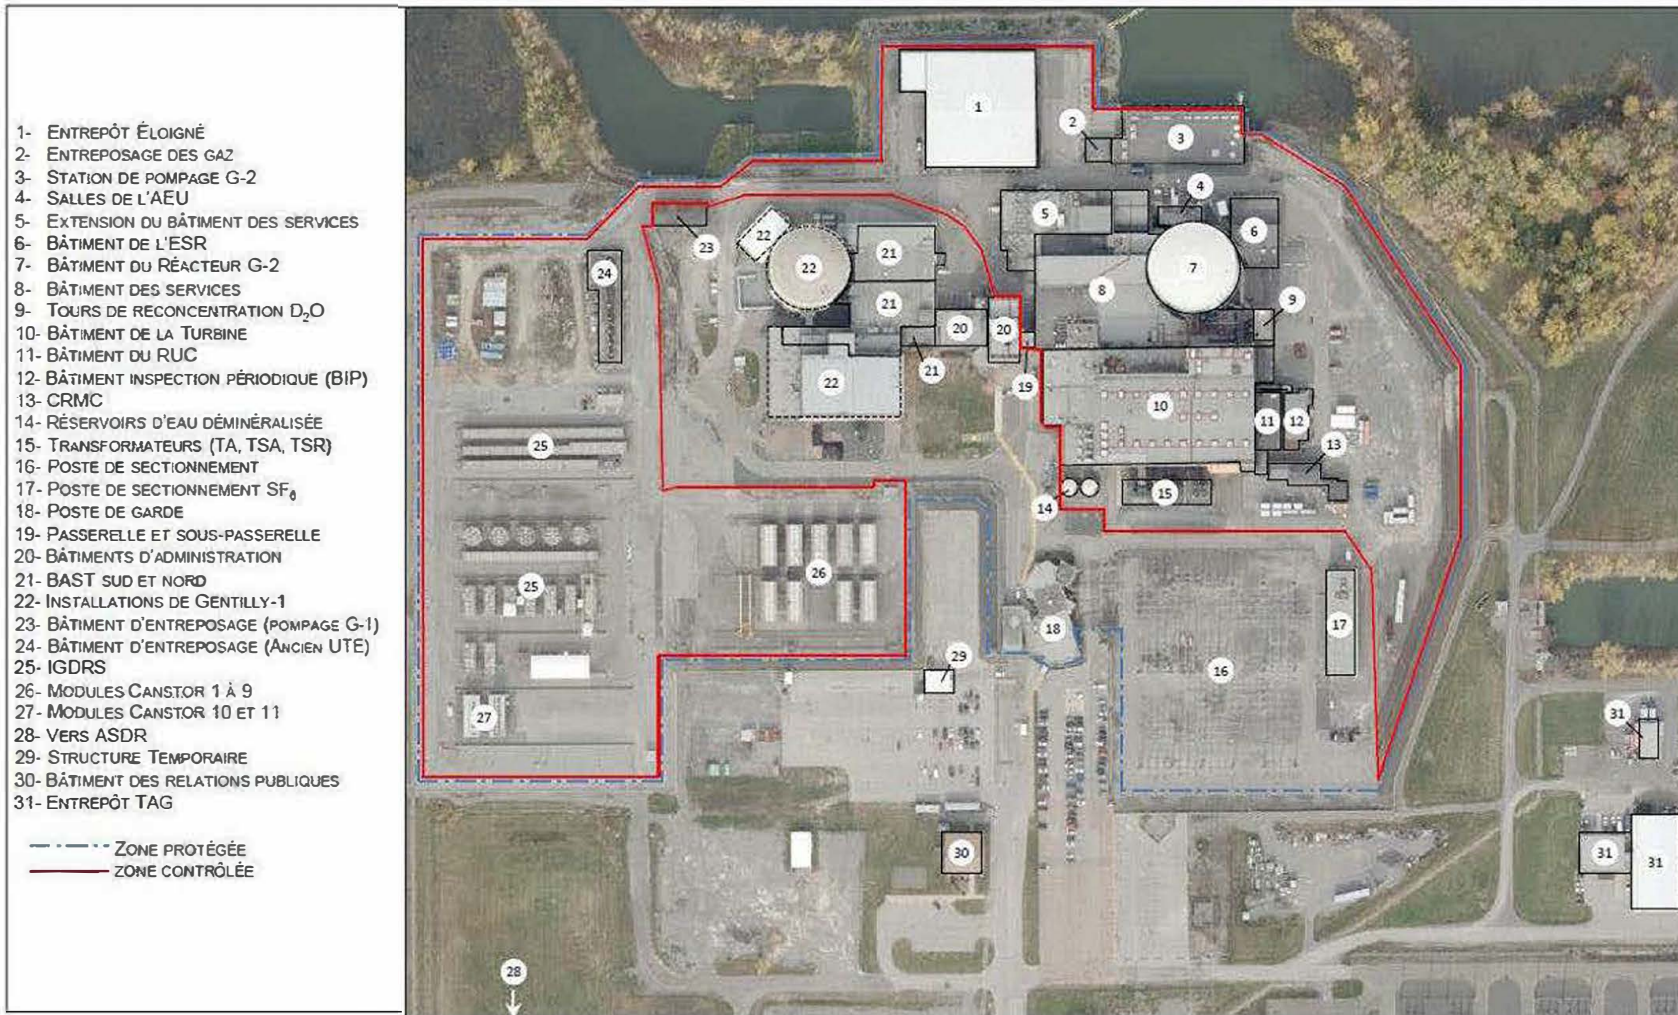 1- ENTREPÔT ÉLOIGNÉ
2- ENTREPOSAGE DES GAZ
3- STATION DE POMPAGE G-2
4- SALLES DE L'AEU
5- EXTENSION DU BÂTIMENT DES SERVICES
6- BÂTIMENT DE L'ESR
7- BÂTIMENT DU RÉACTEUR G-2
8- BÂTIMENT DES SERVICES
9- TOURS DE RECONCENTRATION D₂O
10- BÂTIMENT DE LA TURBINE
11- BÂTIMENT DU RUC
12- BÂTIMENT INSPECTION PÉRIODIQUE (BIP)
13- CRMC
14- RÉSERVOIRS D'EAU DÉMINÉRALISÉE
15- TRANSFORMATEURS (TA, TSA, TSR)
16- POSTE DE SECTIONNEMENT
17- POSTE DE SECTIONNEMENT SF₆
18- POSTE DE GARDE
19- PASSERELLE ET SOUS-PASSERELLE
20- BÂTIMENTS D'ADMINISTRATION
21- BAST SUD ET NORD
22- INSTALLATIONS DE GENTILLY-1
23- BÂTIMENT D'ENTREPOSAGE (POMPAGE G-1)
24- BÂTIMENT D'ENTREPOSAGE (ANCIEN UTE)
25- IGDRS
26- MODULES CANSTOR 1 À 9
27- MODULES CANSTOR 10 ET 11
28- VERS ASDR
29- STRUCTURE TEMPORAIRE
30- BÂTIMENT DES RELATIONS PUBLIQUES
31- ENTREPÔT TAG
ZONE PROTÉGÉE
ZONE CONTRÔLÉE
1
2
3
4
5
6
23
22
22
21
7
24
8
21
9
20
20
21
19
22
10
11
12
25
13
14
15
25
26
18
17
29
16
27
31
30
31
31
28